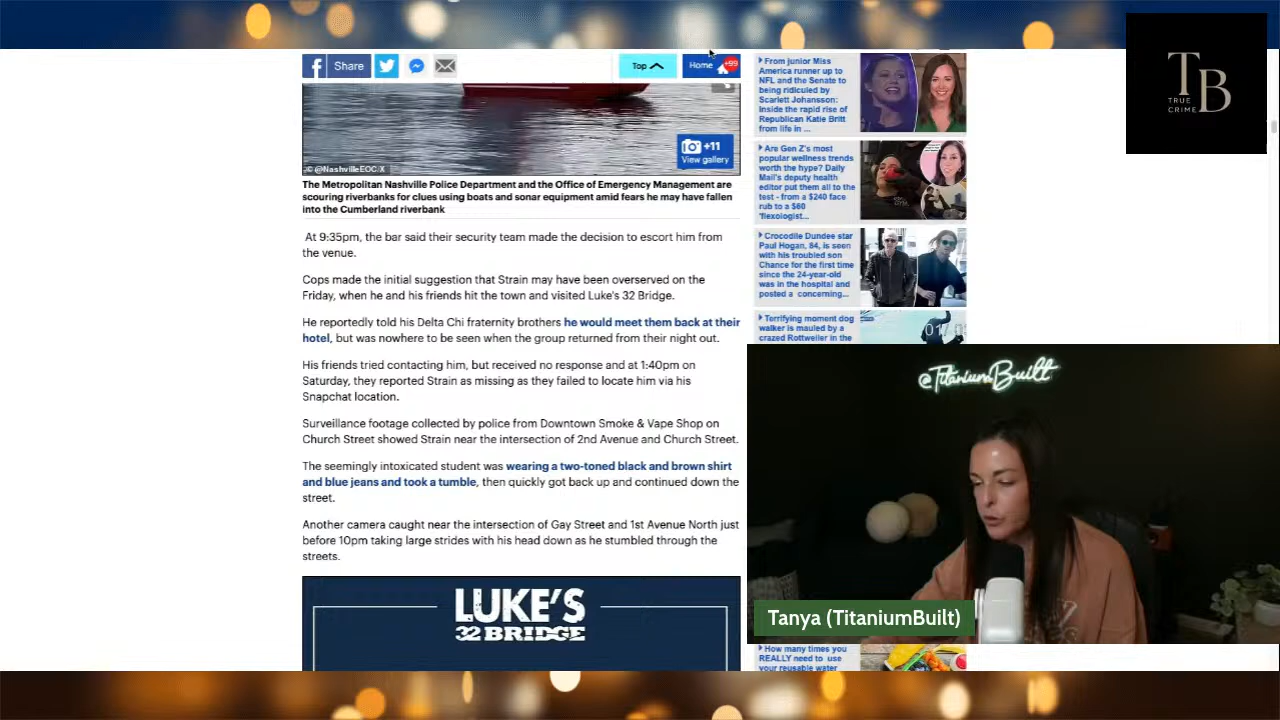 Share
Top
Home
+99
+11
View gallery
© @NashvilleEOC/X
The Metropolitan Nashville Police Department and the Office of Emergency Management are
scouring riverbanks for clues using boats and sonar equipment amid fears he may have fallen
into the Cumberland riverbank
At 9:35pm, the bar said their security team made the decision to escort him from
the venue.
Cops made the initial suggestion that Strain may have been overserved on the
Friday, when he and his friends hit the town and visited Luke's 32 Bridge.
He reportedly told his Delta Chi fraternity brothers he would meet them back at their
hotel, but was nowhere to be seen when the group returned from their night out.
His friends tried contacting him, but received no response and at 1:40pm on
Saturday, they reported Strain as missing as they failed to locate him via his
Snapchat location.
Surveillance footage collected by police from Downtown Smoke & Vape Shop on
Church Street showed Strain near the intersection of 2nd Avenue and Church Street.
The seemingly intoxicated student was wearing a two-toned black and brown shirt
and blue jeans and took a tumble, then quickly got back up and continued down the
street.
Another camera caught near the intersection of Gay Street and 1st Avenue North just
before 10pm taking large strides with his head down as he stumbled through the
streets.
LUKE'S
32 BRIDGE
From junior Miss
America runner up to
NFL and the Senate to
being ridiculed by
Scarlett Johansson:
Inside the rapid rise of
Republican Katie Britt
from life in ...
Are Gen Z's most
popular wellness trends
worth the hype? Daily
Mail's deputy health
editor put them all to the
test - from a $240 face
rub to a $60
'flexologist...
Crocodile Dundee star
Paul Hogan, 84, is seen
with his troubled son
Chance for the first time
since the 24-year-old
was in the hospital and
posted a concerning...
Terrifying moment dog
walker is mauled by a
crazed Rottweiler in the
How many times you
REALLY need to use
your reusable water
TB
TRUE
CRIME
@TitaniumBuilt
Tanya (TitaniumBuilt)